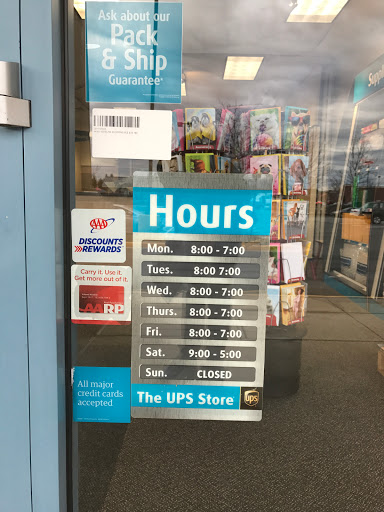 Ask about our
Pack
& Ship
Guarantee*
Hours
Mon. 8:00 - 7:00
Tues. 8:00 7:00
Wed. 8:00 - 7:00
Thurs. 8:00 - 7:00
Fri. 8:00 - 7:00
Sat. 9:00 - 5:00
Sun. CLOSED
The UPS Store
ups
AAA
DISCOUNTS
REWARDS
Carry it. Use it.
Get more out of it.
AARP
All major
credit cards
accepted